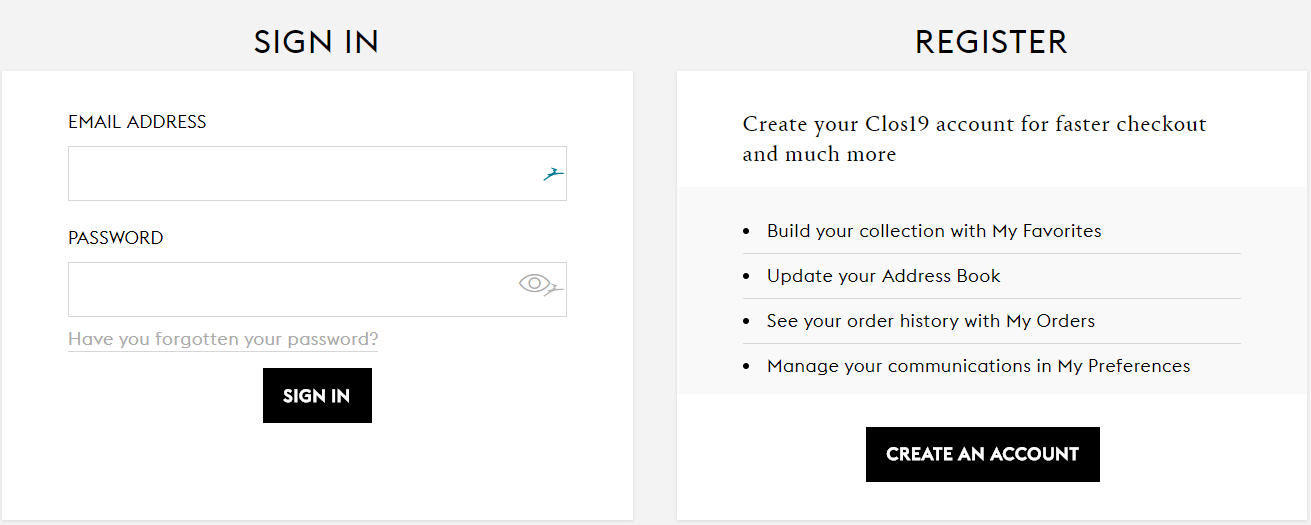 SIGN IN
EMAIL ADDRESS
PASSWORD
Have you forgotten your password?
SIGN IN
REGISTER
Create your Clos19 account for faster checkout
and much more
Build your collection with My Favorites
Update your Address Book
See your order history with My Orders
Manage your communications in My Preferences
CREATE AN ACCOUNT